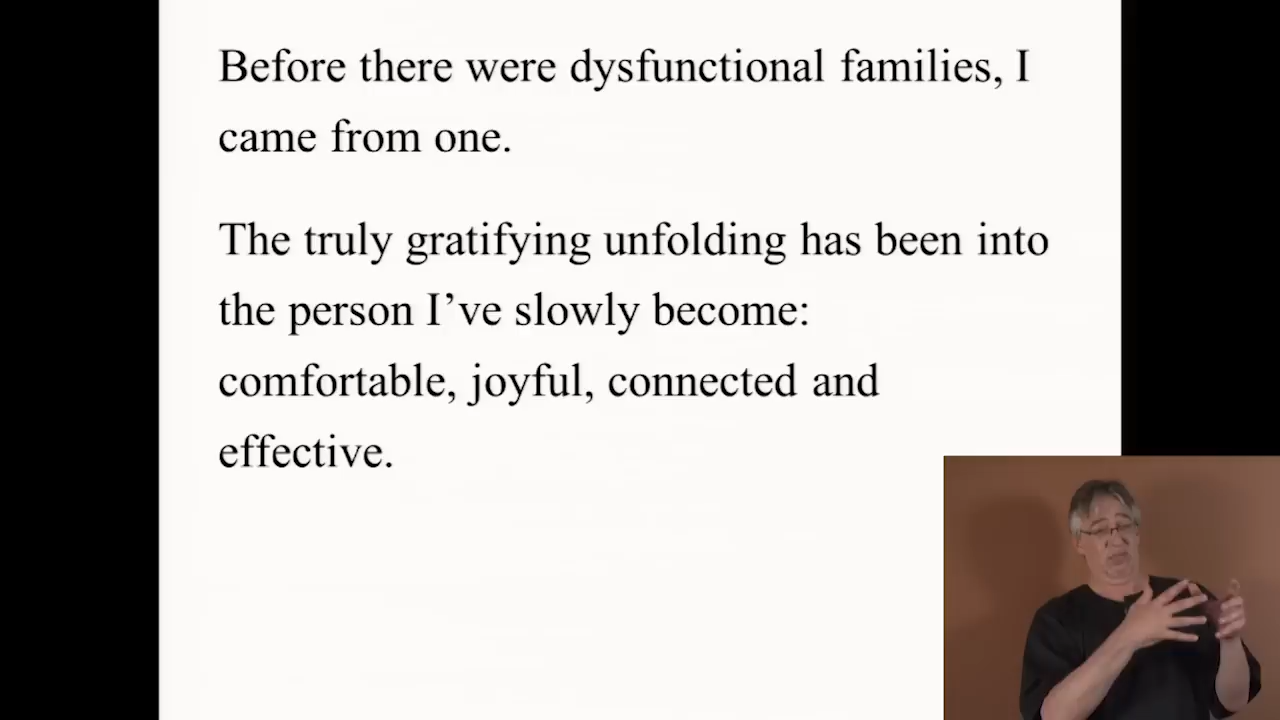 Before there were dysfunctional families, I
came from one.
The truly gratifying unfolding has been into
the person I’ve slowly become:
comfortable, joyful, connected and
effective.